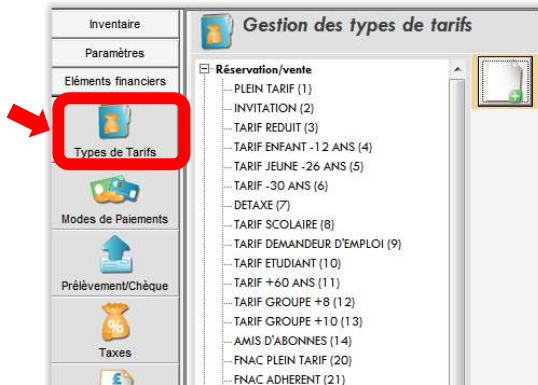 Inventaire
Paramètres
Eléments financiers
Types de Tarifs
Modes de Paiements
Prélèvement/Chèque
Taxes
Gestion des types de tarifs
Réservation/vente
PLEIN TARIF (1)
INVITATION (2)
TARIF REDUIT (3)
TARIF ENFANT -12 ANS (4)
TARIF JEUNE -26 ANS (5)
TARIF -30 ANS (6)
DETAXE (7)
TARIF SCOLAIRE (8)
TARIF DEMANDEUR D'EMPLOI (9)
TARIF ETUDIANT (10)
TARIF +60 ANS (11)
TARIF GROUPE +8 (12)
TARIF GROUPE +10 (13)
AMIS D'ABONNES (14)
FNAC PLEIN TARIF (20)
FNAC ADHERENT (21)